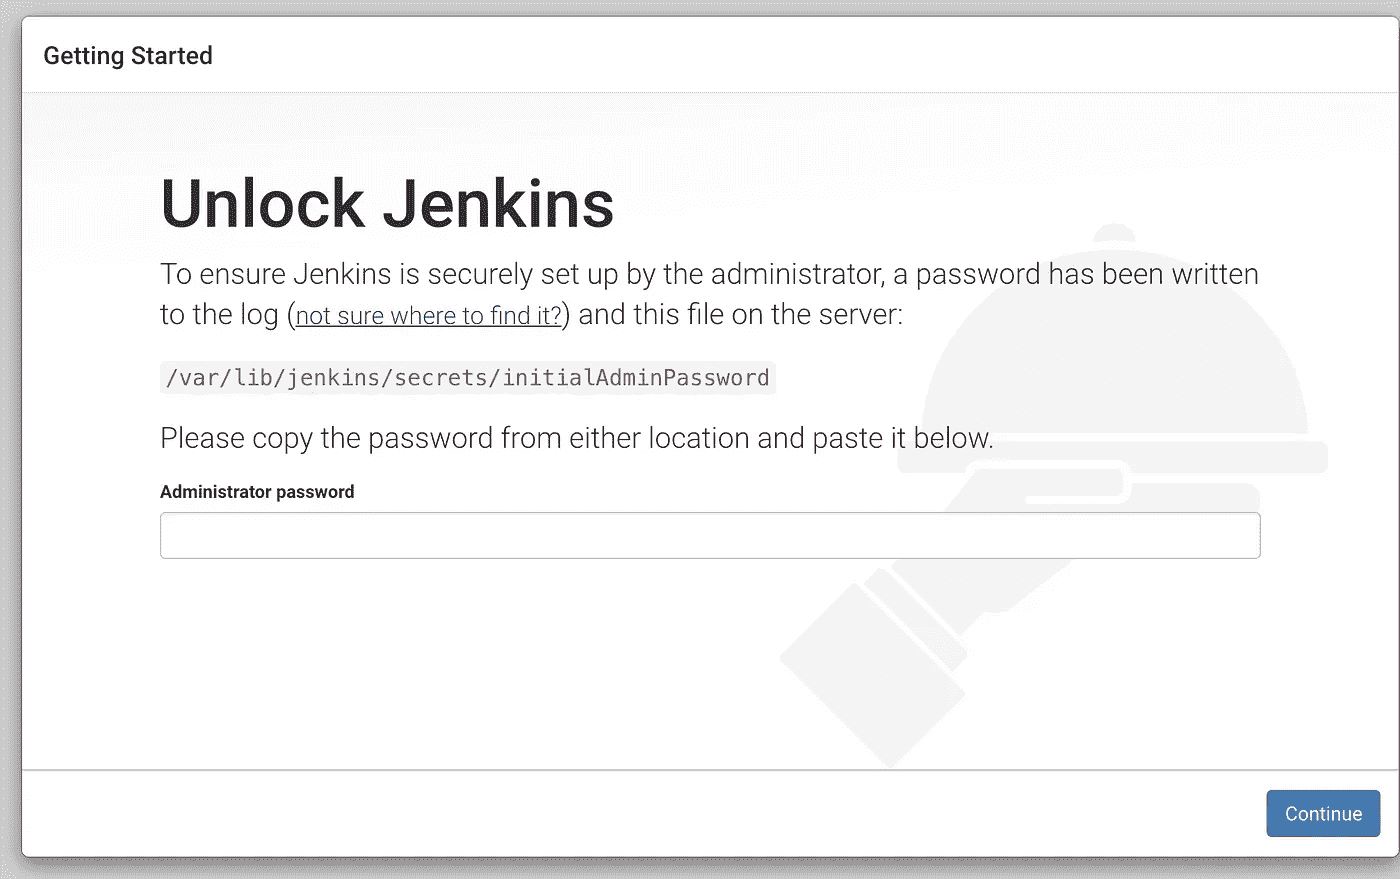 Getting Started
Unlock Jenkins
To ensure Jenkins is securely set up by the administrator, a password has been written
to the log (not sure where to find it?) and this file on the server:
/var/lib/jenkins/secrets/initialAdminPassword
Please copy the password from either location and paste it below.
Administrator password
Continue